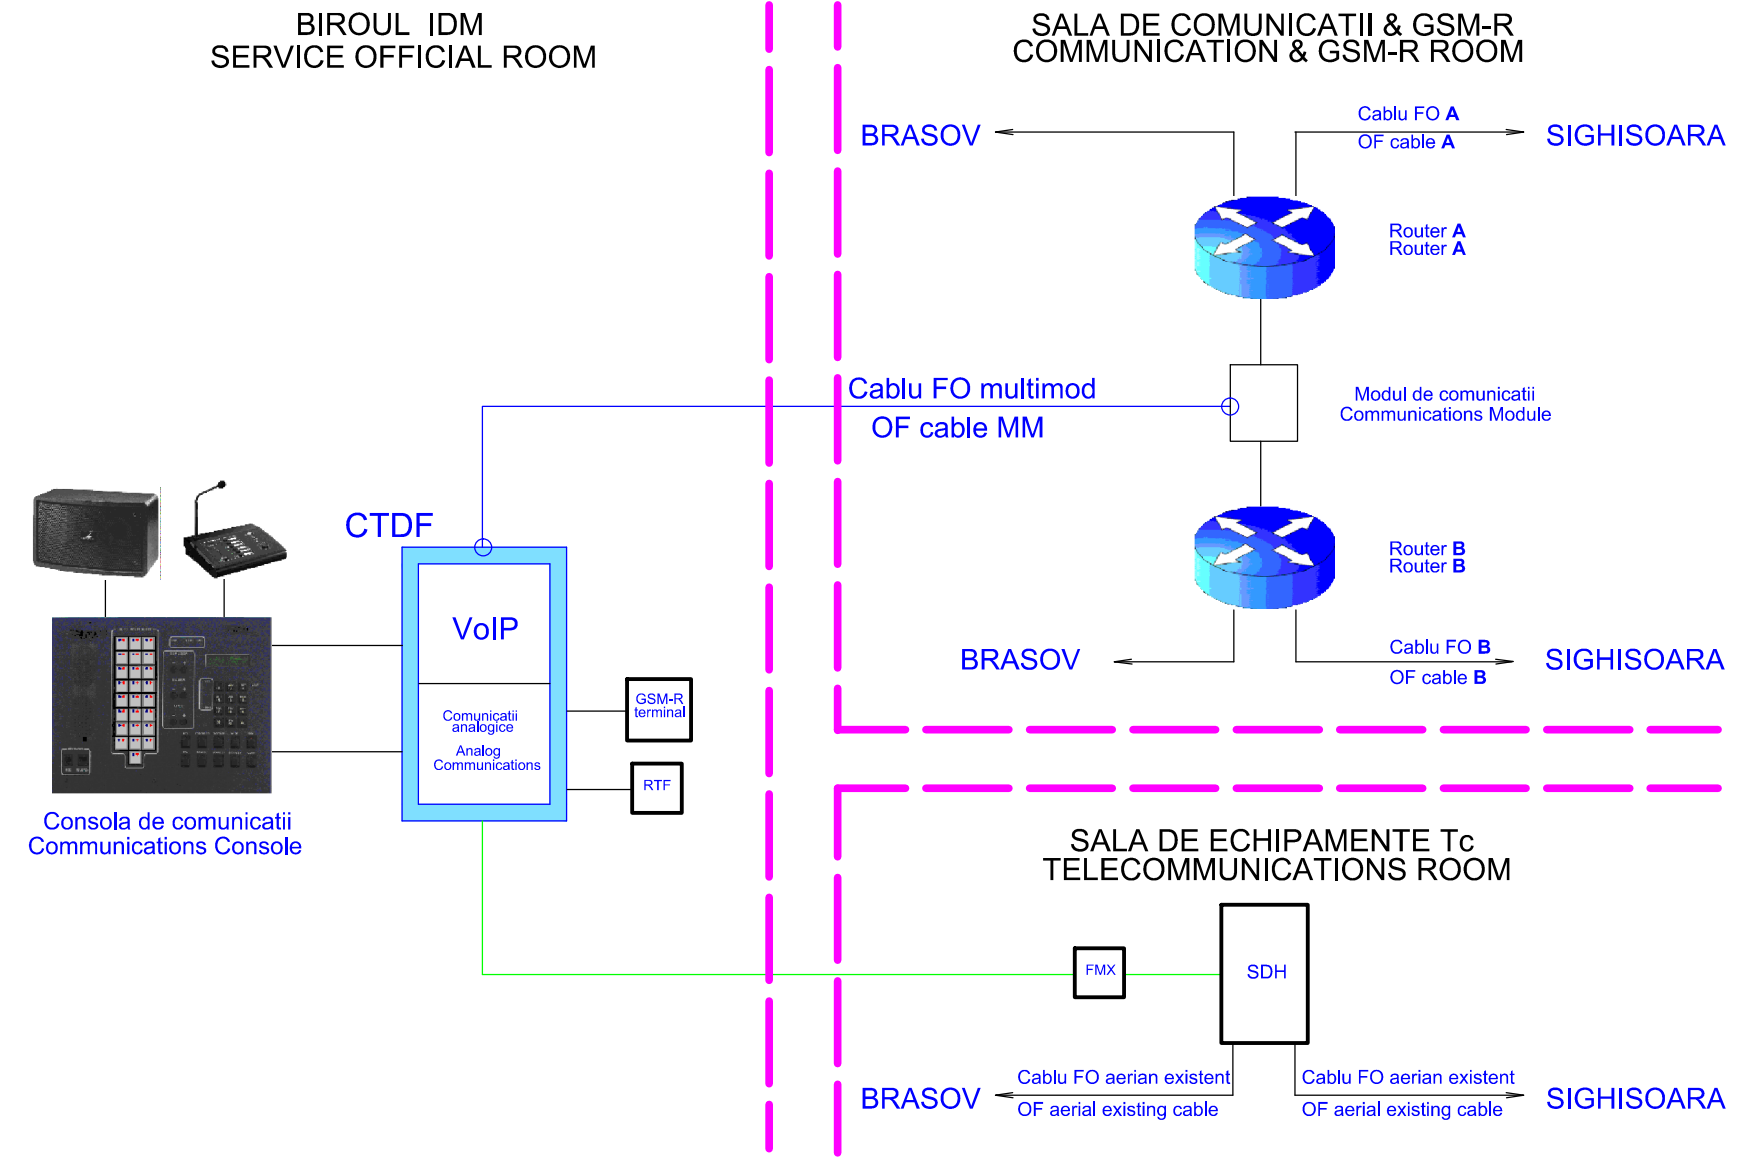 BIROUL IDM
SERVICE OFFICIAL ROOM
SALA DE COMUNICATII & GSM-R
COMMUNICATION & GSM-R ROOM
BRASOV
Cablu FO A
OF cable A
SIGHISOARA
Router A
Router A
Cablu FO multimod
OF cable MM
Modul de comunicatii
Communications Module
CTDF
VoIP
Comunicatii
analogice
Analog
Communications
GSM-R
terminal
RTF
Consola de comunicatii
Communications Console
Router B
Router B
BRASOV
Cablu FO B
OF cable B
SIGHISOARA
SALA DE ECHIPAMENTE Tc
TELECOMMUNICATIONS ROOM
FMX
SDH
BRASOV
Cablu FO aerian existent
OF aerial existing cable
Cablu FO aerian existent
OF aerial existing cable
SIGHISOARA